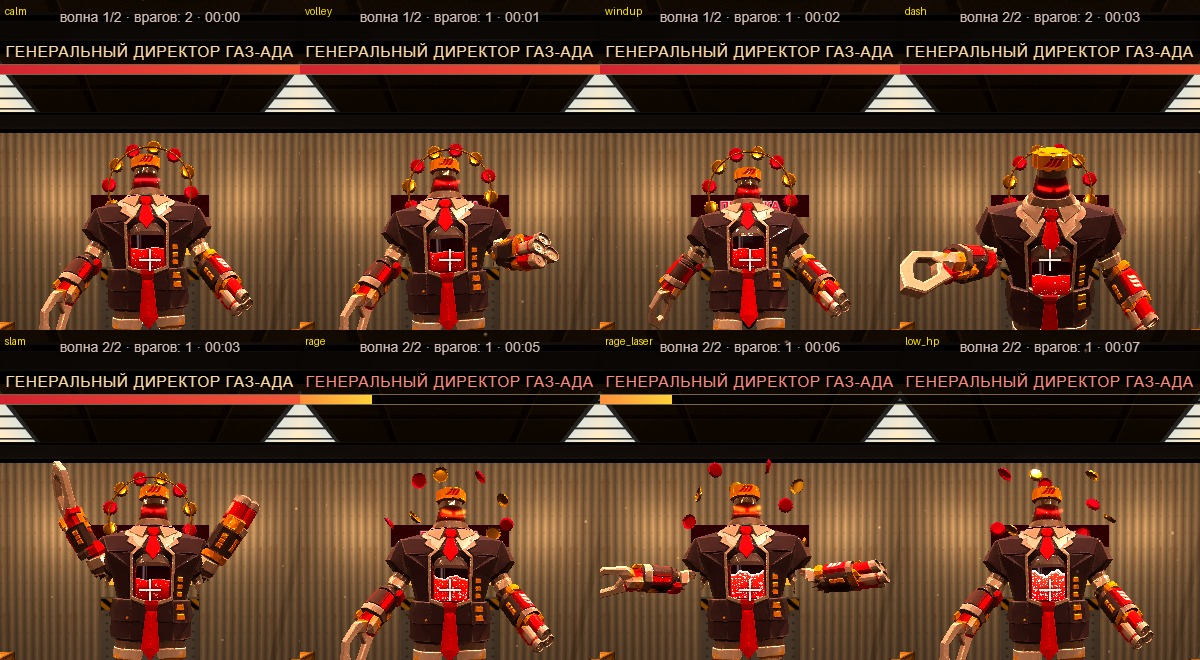 calm
волна 1/2 · врагов: 2 · 00:00
ГЕНЕРАЛЬНЫЙ ДИРЕКТОР ГАЗ-АДА
volley
волна 1/2 · врагов: 1 · 00:01
ГЕНЕРАЛЬНЫЙ ДИРЕКТОР ГАЗ-АДА
windup
волна 1/2 · врагов: 1 · 00:02
ГЕНЕРАЛЬНЫЙ ДИРЕКТОР ГАЗ-АДА
dash
волна 2/2 · врагов: 2 · 00:03
ГЕНЕРАЛЬНЫЙ ДИРЕКТОР ГАЗ-АДА
slam
волна 2/2 · врагов: 1 · 00:03
ГЕНЕРАЛЬНЫЙ ДИРЕКТОР ГАЗ-АДА
rage
волна 2/2 · врагов: 1 · 00:05
ГЕНЕРАЛЬНЫЙ ДИРЕКТОР ГАЗ-АДА
rage_laser
волна 2/2 · врагов: 1 · 00:06
ГЕНЕРАЛЬНЫЙ ДИРЕКТОР ГАЗ-АДА
low_hp
волна 2/2 · врагов: 1 · 00:07
ГЕНЕРАЛЬНЫЙ ДИРЕКТОР ГАЗ-АДА